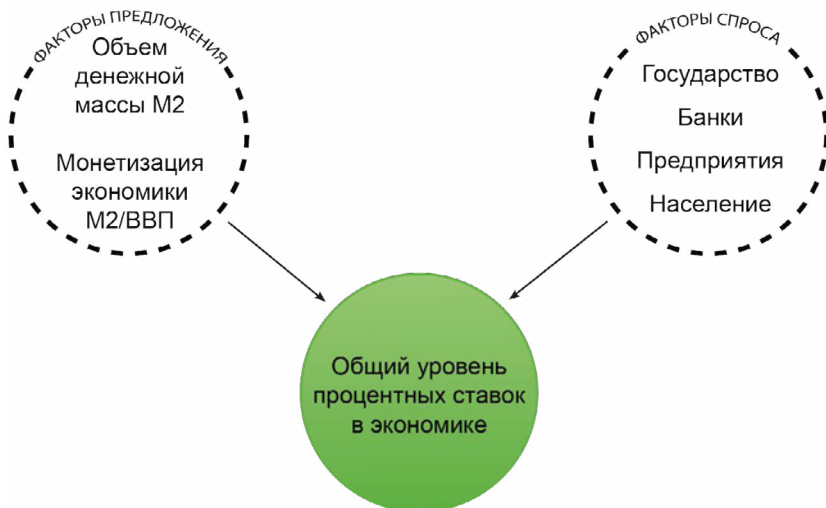 ФАКТОРЫ ПРЕДЛОЖЕНИЯ
Объем
денежной
массы М2
Монетизация
экономики
М2/ВВП
ФАКТОРЫ СПРОСА
Государство
Банки
Предприятия
Население
Общий уровень
процентных ставок
в экономике